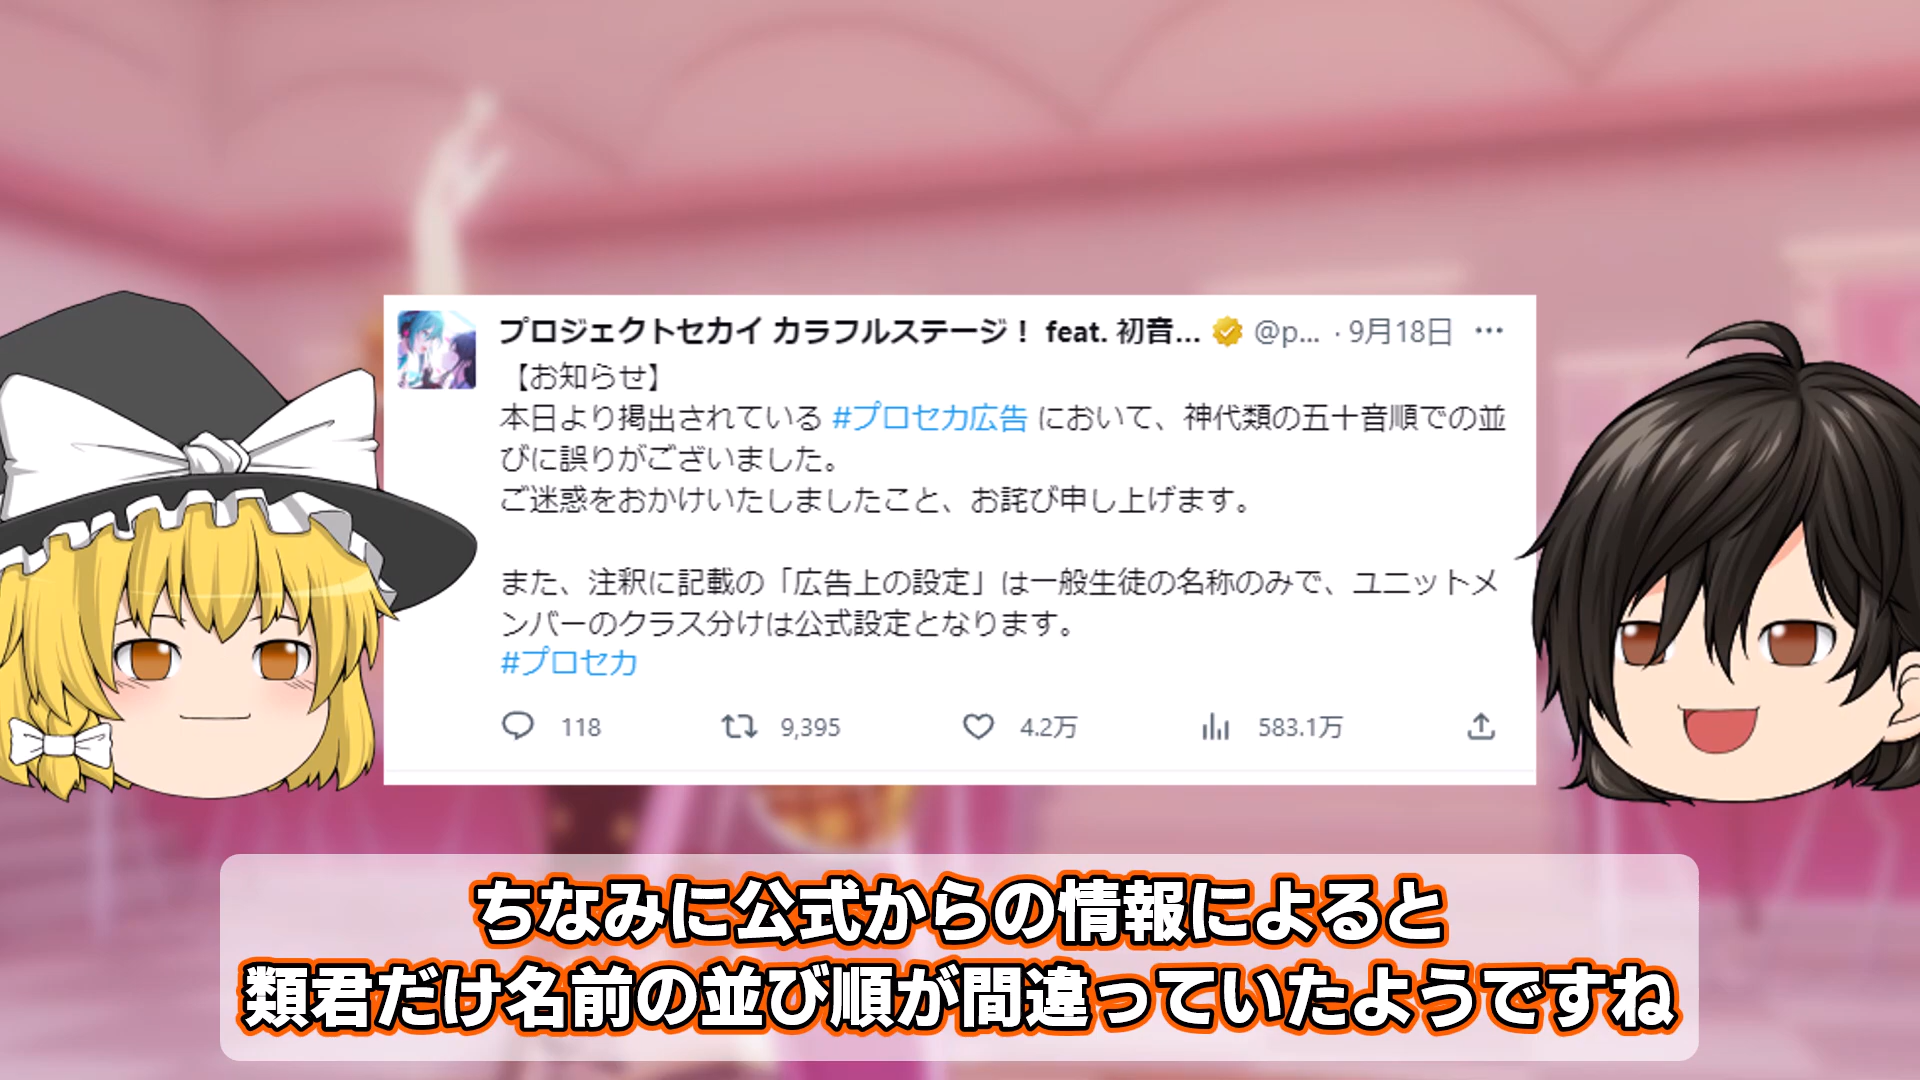 プロジェクトセカイ カラフルステージ！ feat. 初音... @p... · 9月18日 ···
【お知らせ】
本日より掲出されている #プロセカ広告 において、神代類の五十音順での並
びに誤りがございました。
ご迷惑をおかけいたしましたこと、お詫び申し上げます。
また、注釈に記載の「広告上の設定」は一般生徒の名称のみで、ユニットメ
ンバーのクラス分けは公式設定となります。
#プロセカ
118 9,395 4.2万 583.1万
ちなみに公式からの情報によると
類君だけ名前の並び順が間違っていたようですね